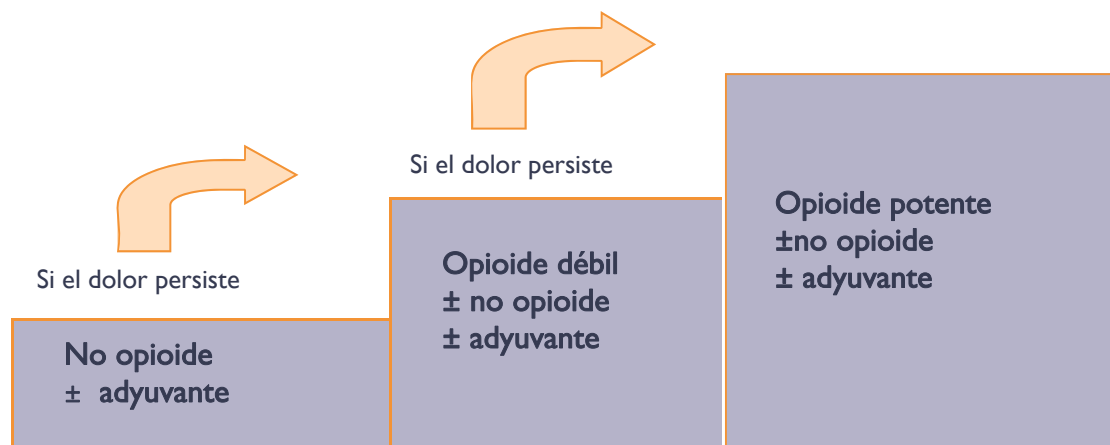 Si el dolor persiste
No opioide
± adyuvante
Si el dolor persiste
Opioide débil
± no opioide
± adyuvante
Opioide potente
±no opioide
± adyuvante